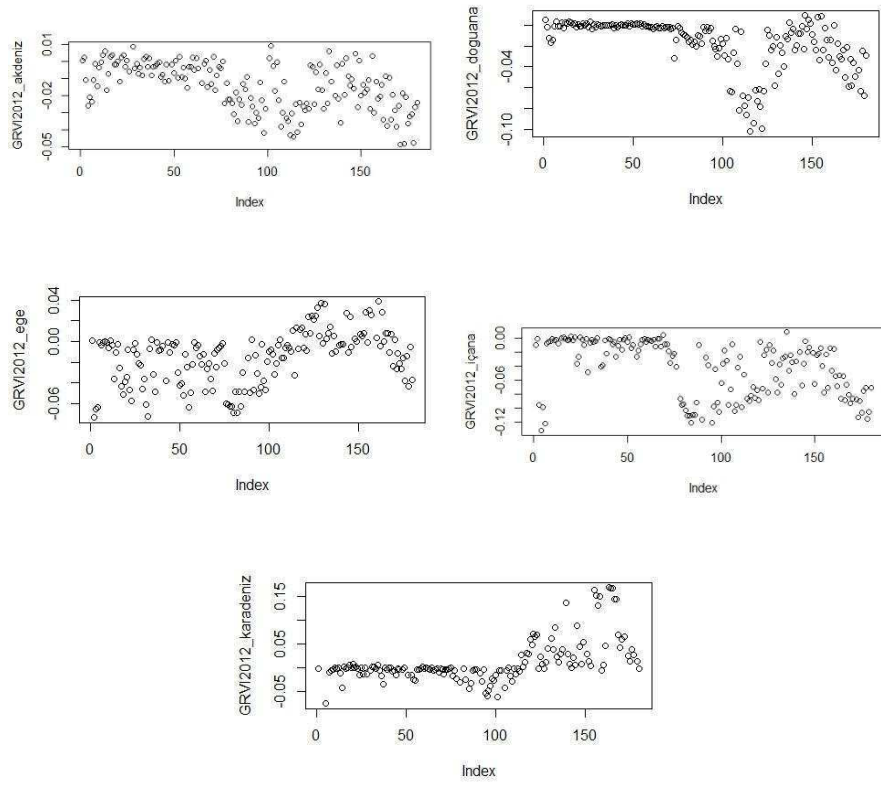 GRVI2012_akdeniz
0.01
-0.02
-0.05
0 50 100 150
Index
GRVI2012_doguana
-0.04
-0.10
0 50 100 150
Index
GRVI2012_ege
0.04
0.00
-0.06
0 50 100 150
Index
GRVI2012_içana
0.00
-0.06
-0.12
0 50 100 150
Index
GRVI2012_karadeniz
0.15
0.05
-0.05
0 50 100 150
Index